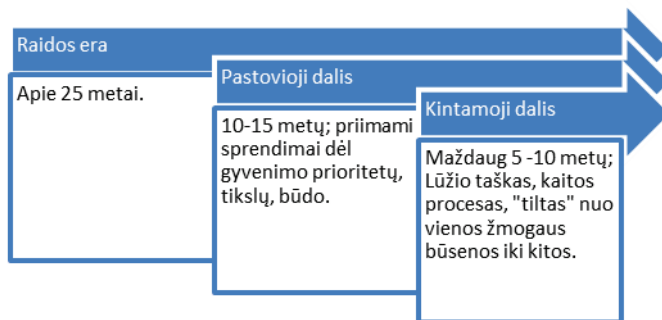 Raidos era
Apie 25 metai.
Pastovioji dalis
10-15 metų; priimami
sprendimai dėl
gyvenimo prioritetų,
tikslų, būdo.
Kintamoji dalis
Maždaug 5 -10 metų;
Lūžio taškas, kaitos
procesas, "tiltas" nuo
vienos žmogaus
būsenos iki kitos.